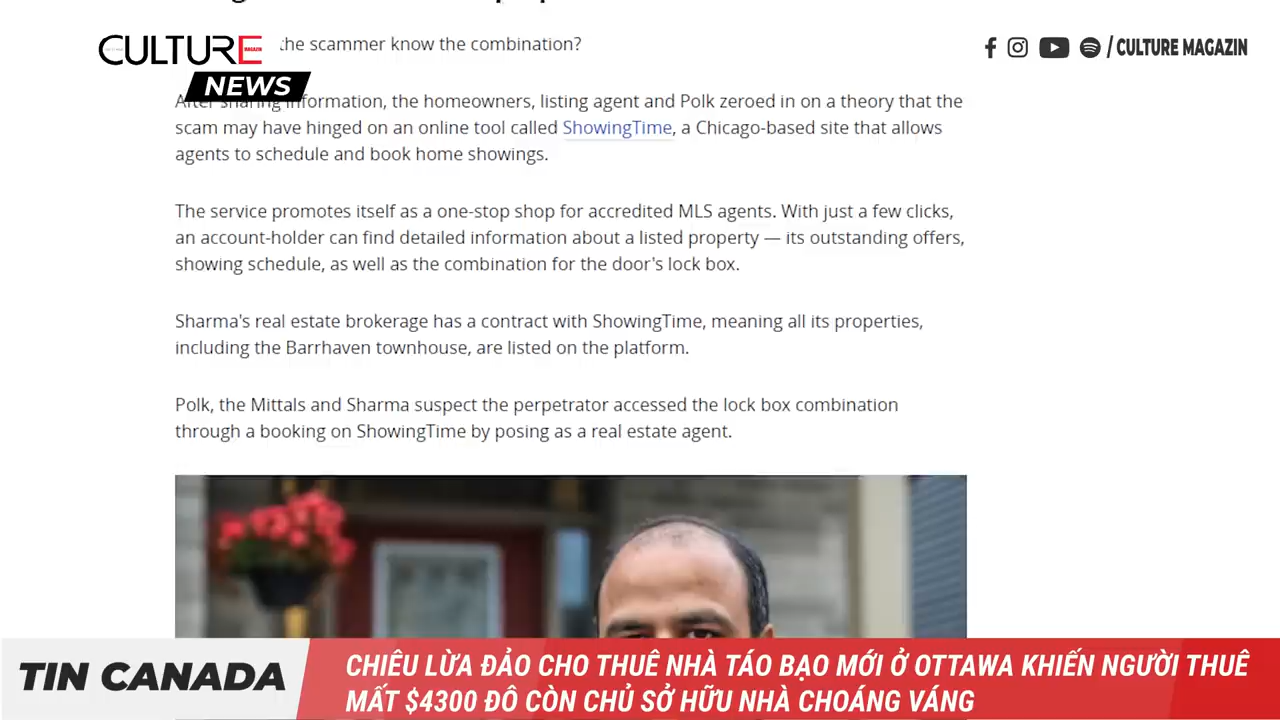 the scammer know the combination?
CULTURE
MAGAZIN
NEWS
/ CULTURE MAGAZIN
After sharing information, the homeowners, listing agent and Polk zeroed in on a theory that the
scam may have hinged on an online tool called ShowingTime, a Chicago-based site that allows
agents to schedule and book home showings.
The service promotes itself as a one-stop shop for accredited MLS agents. With just a few clicks,
an account-holder can find detailed information about a listed property — its outstanding offers,
showing schedule, as well as the combination for the door's lock box.
Sharma's real estate brokerage has a contract with ShowingTime, meaning all its properties,
including the Barrhaven townhouse, are listed on the platform.
Polk, the Mittals and Sharma suspect the perpetrator accessed the lock box combination
through a booking on ShowingTime by posing as a real estate agent.
TIN CANADA
CHIÊU LỪA ĐẢO CHO THUÊ NHÀ TÁO BẠO MỚI Ở OTTAWA KHIẾN NGƯỜI THUÊ
MẤT $4300 ĐÔ CÒN CHỦ SỞ HỮU NHÀ CHOÁNG VÁNG